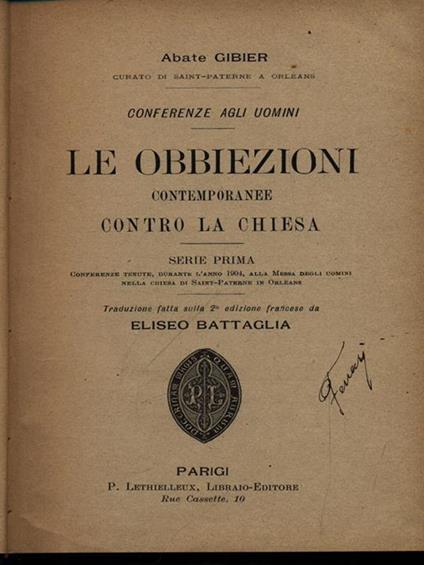 Abate GIBIER
CURATO DI SAINT-PATERNE A ORLEANS
CONFERENZE AGLI UOMINI
LE OBBIEZIONI
CONTEMPORANEE
CONTRO LA CHIESA
SERIE PRIMA
CONFERENZE TENUTE, DURANTE L'ANNO 1904, ALLA MESSA DEGLI UOMINI
NELLA CHIESA DI SAINT-PATERNE IN ORLEANS
Traduzione fatta sulla 2ª edizione francese da
ELISEO BATTAGLIA
PL
Ferrari
PARIGI
P. LETHIELLEUX, LIBRAIO-EDITORE
Rue Cassette, 10